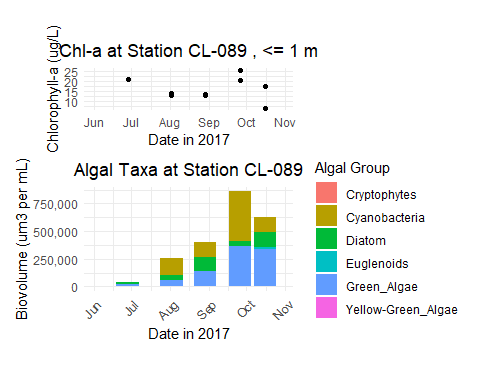 Chl-a at Station CL-089 , <= 1 m
Chlorophyll-a (ug/L)
25
20
15
10
Jun Jul Aug Sep Oct Nov
Date in 2017
Algal Taxa at Station CL-089
Biovolume (um3 per mL)
750,000
500,000
250,000
0
Jun Jul Aug Sep Oct Nov
Date in 2017
Algal Group
Cryptophytes
Cyanobacteria
Diatom
Euglenoids
Green_Algae
Yellow-Green_Algae